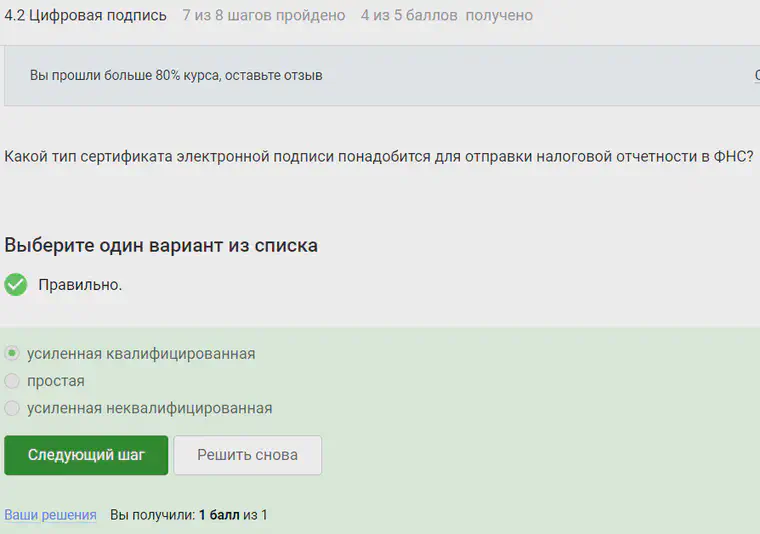 4.2 Цифровая подпись 7 из 8 шагов пройдено 4 из 5 баллов получено
Вы прошли больше 80% курса, оставьте отзыв
Какой тип сертификата электронной подписи понадобится для отправки налоговой отчетности в ФНС?
Выберите один вариант из списка
Правильно.
усиленная квалифицированная
простая
усиленная неквалифицированная
Следующий шаг Решить снова
Ваши решения Вы получили: 1 балл из 1